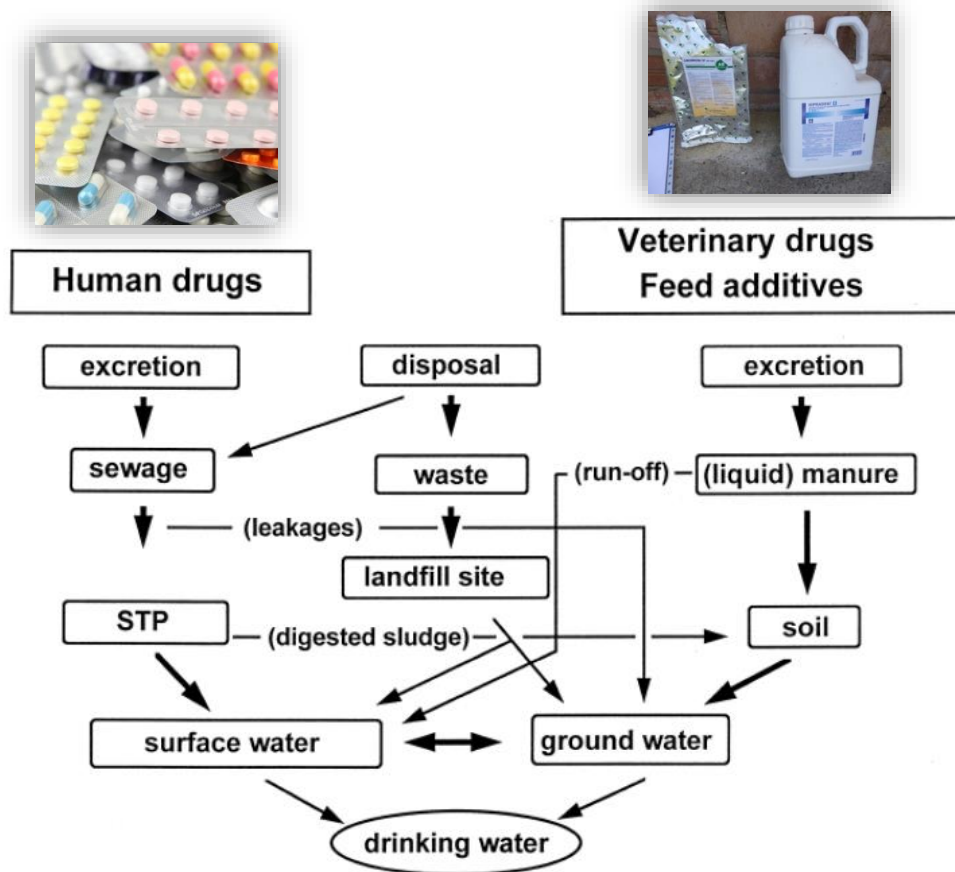 Human drugs
Veterinary drugs
Feed additives
excretion
disposal
excretion
sewage
waste
(run-off)
(liquid) manure
(leakages)
landfill site
STP
(digested sludge)
soil
surface water
ground water
drinking water